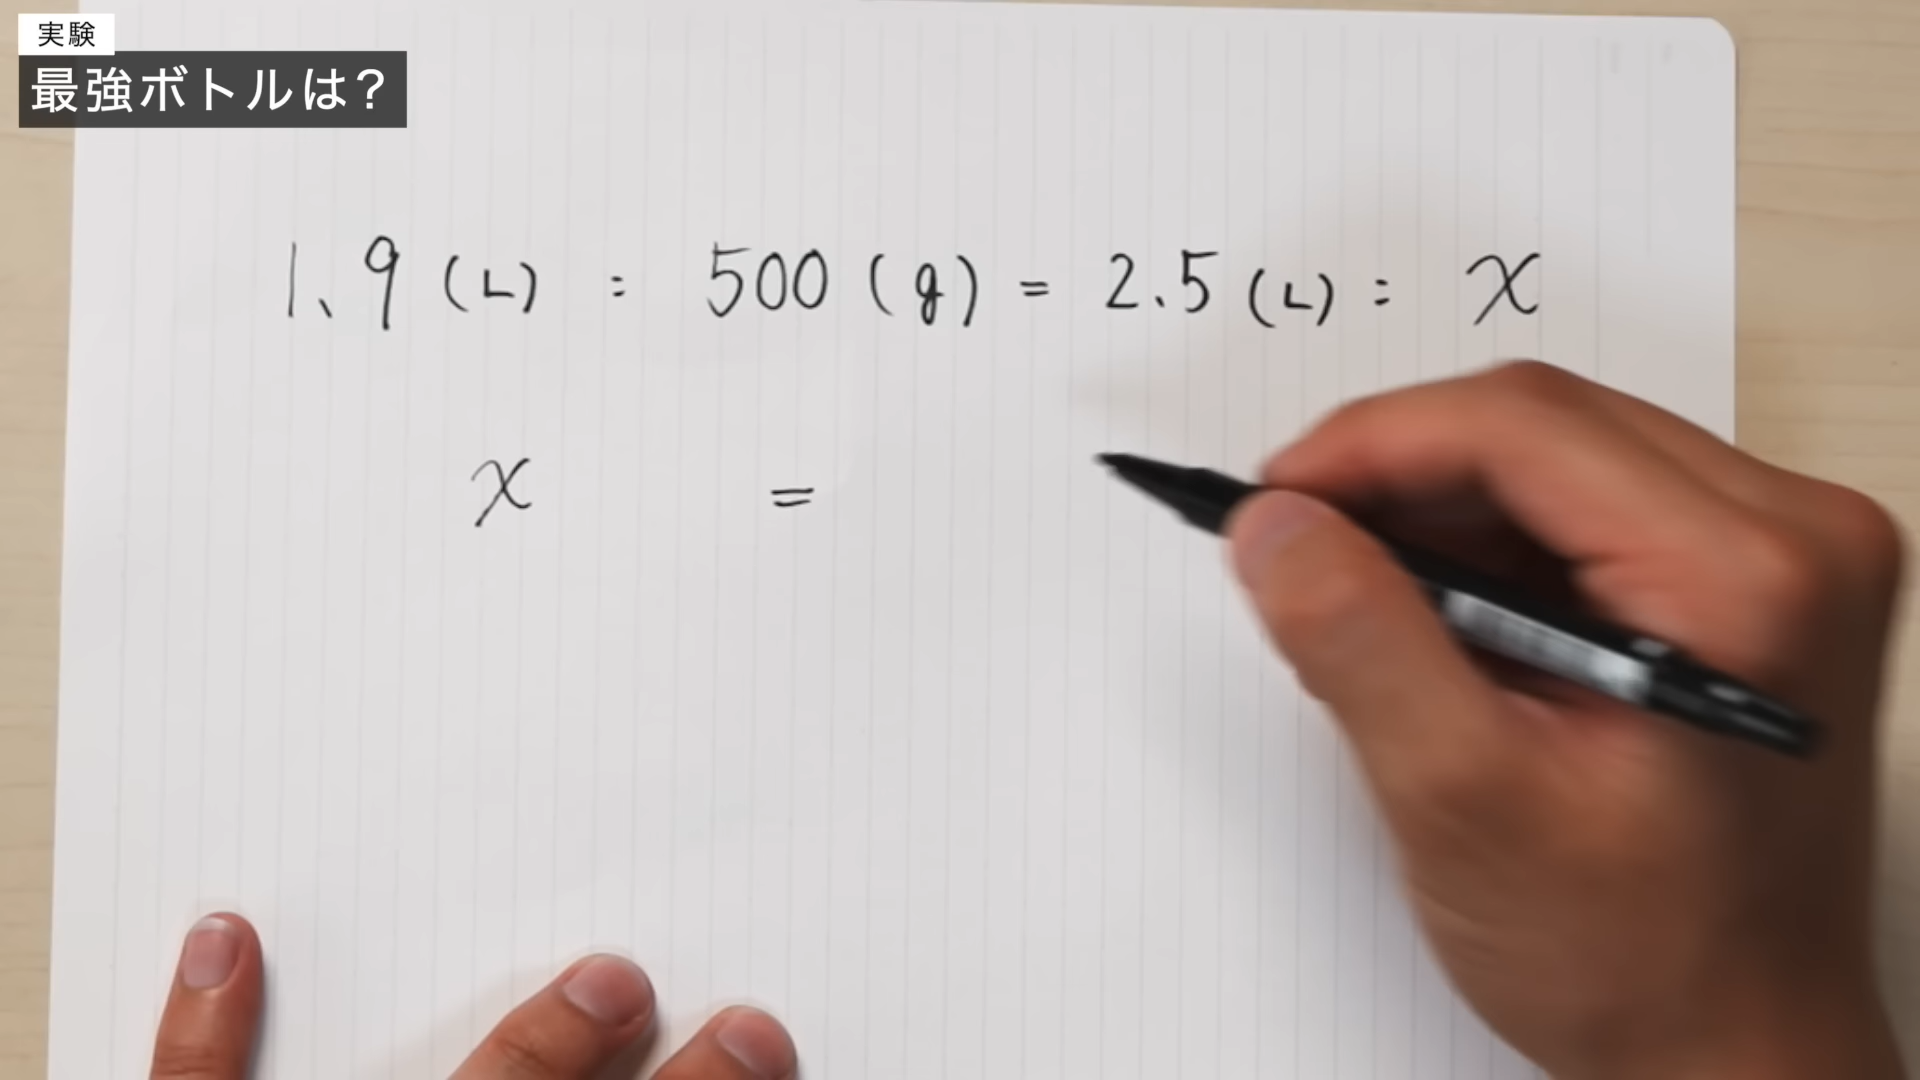 実験
最強ボトルは?
1.9 (L) : 500 (g) = 2.5 (L) : x
x =